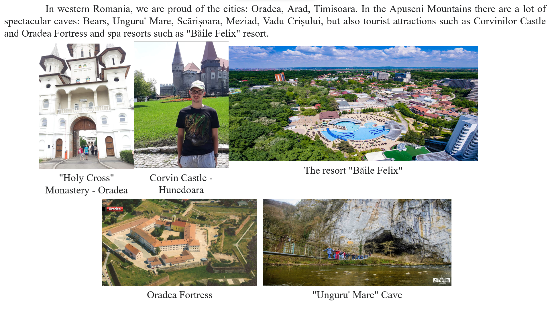 In western Romania, we are proud of the cities: Oradea, Arad, Timisoara. In the Apuseni Mountains there are a lot of
spectacular caves: Bears, Unguru' Mare, Scărișoara, Meziad, Vadu Crișului, but also tourist attractions such as Corvinilor Castle
and Oradea Fortress and spa resorts such as "Băile Felix" resort.
"Holy Cross"
Monastery - Oradea
Corvin Castle -
Hunedoara
The resort "Băile Felix"
Oradea Fortress
"Unguru' Mare" Cave